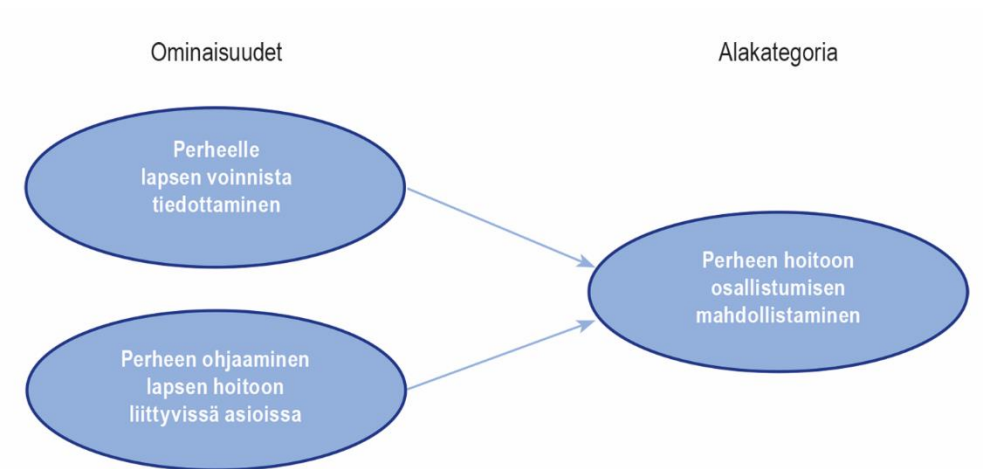 Ominaisuudet
Alakategoria
Perheelle
lapsen voinnista
tiedottaminen
Perheen hoitoon
osallistumisen
mahdollistaminen
Perheen ohjaaminen
lapsen hoitoon
liittyvissä asioissa